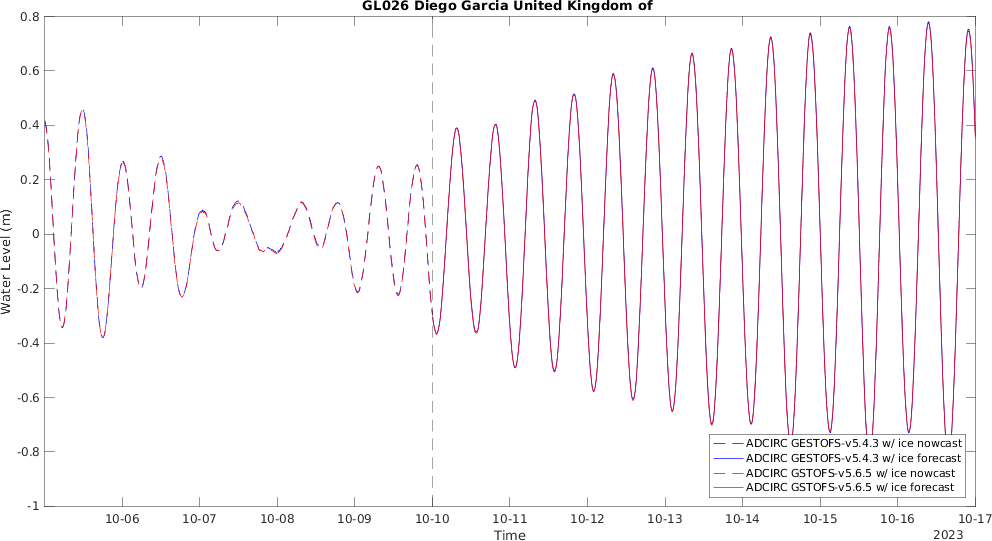 GL026 Diego Garcia United Kingdom of
0.8
0.6
0.4
0.2
0
-0.2
-0.4
-0.6
-0.8
-1
Water Level (m)
ADCIRC GESTOFS-v5.4.3 w/ ice nowcast
ADCIRC GESTOFS-v5.4.3 w/ ice forecast
ADCIRC GSTOFS-v5.6.5 w/ ice nowcast
ADCIRC GSTOFS-v5.6.5 w/ ice forecast
10-06 10-07 10-08 10-09 10-10 10-11 10-12 10-13 10-14 10-15 10-16 10-17
Time
2023